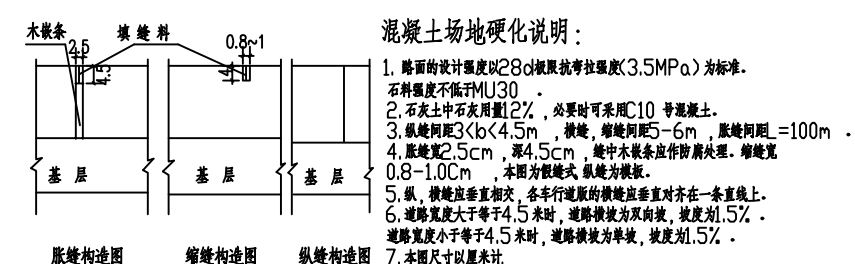 木嵌条
填 缝 料
2.5
4.5
0.8~1
4
基 层
基 层
基 层
胀缝构造图
缩缝构造图
纵缝构造图
混凝土场地硬化说明：
1. 路面的设计强度以28d极限抗弯拉强度(3.5MPa)为标准.
石料强度不低于MU30 .
2.石灰土中石灰用量12% ,必要时可采用C10 号混凝土.
3.纵缝间距3<b<4.5m ,横缝,缩缝间距5-6m ,胀缝间距L=100m .
4.胀缝宽2.5cm ,深4.5cm ,缝中木嵌条应作防腐处理. 缩缝宽
0.8-1.0Cm ,本图为假缝式 纵缝为模板.
5.纵,横缝应垂直相交,各车行道版的横缝应垂直对齐在一条直线上.
6.道路宽度大于等于4.5 米时,道路横坡为双向坡,坡度为1.5% .
道路宽度小于等于4.5 米时,道路横坡为单坡,坡度为1.5% .
7.本图尺寸以厘米计